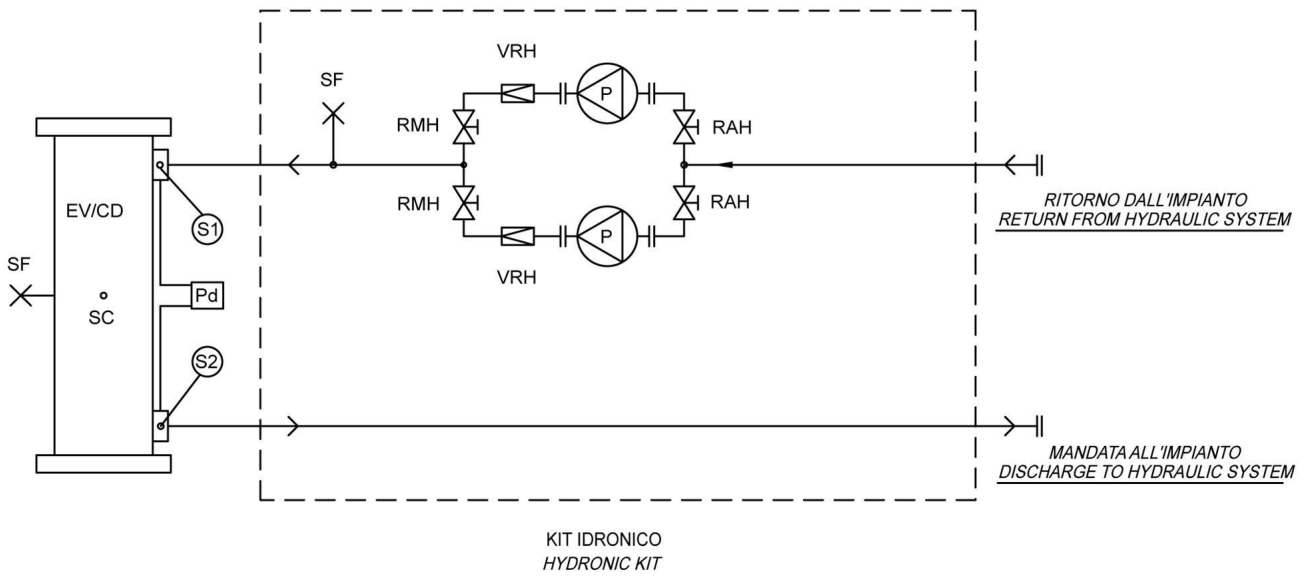 VRH
SF
P
RMH
RAH
RITORNO DALL'IMPIANTO
RETURN FROM HYDRAULIC SYSTEM
EV/CD
S1
RMH
RAH
P
VRH
SF
Pd
SC
S2
MANDATA ALL'IMPIANTO
DISCHARGE TO HYDRAULIC SYSTEM
KIT IDRONICO
HYDRONIC KIT